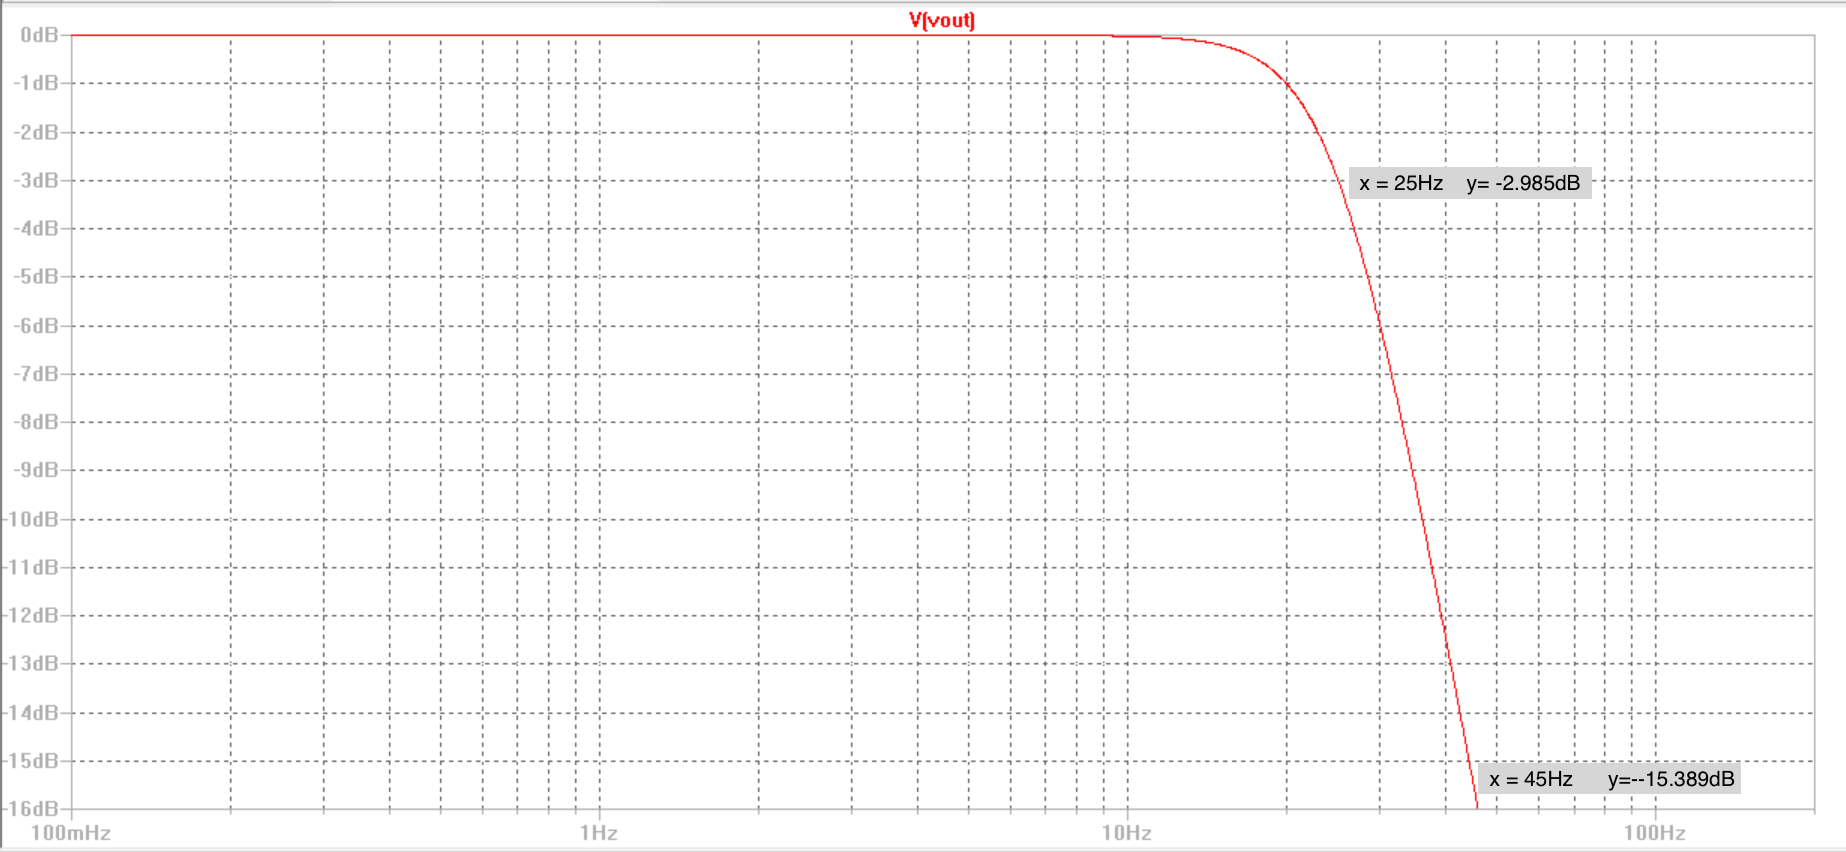 V(vout)
0dB
-1dB
-2dB
-3dB
x = 25Hz y= -2.985dB
-4dB
-5dB
-6dB
-7dB
-8dB
-9dB
-10dB
-11dB
-12dB
-13dB
-14dB
-15dB
x = 45Hz y=--15.389dB
-16dB
100mHz 1Hz 10Hz 100Hz